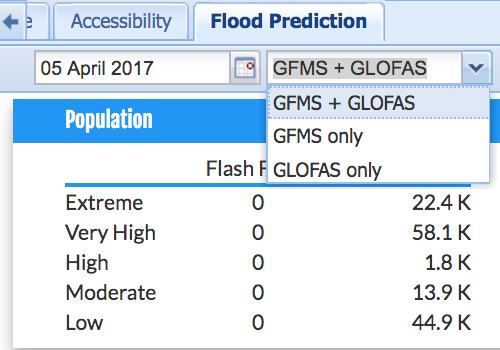 e Accessibility Flood Prediction
05 April 2017 GFMS + GLOFAS
GFMS + GLOFAS
Population
GFMS only
Flash
GLOFAS only
Extreme 0 22.4 K
Very High 0 58.1 K
High 0 1.8 K
Moderate 0 13.9 K
Low 0 44.9 K